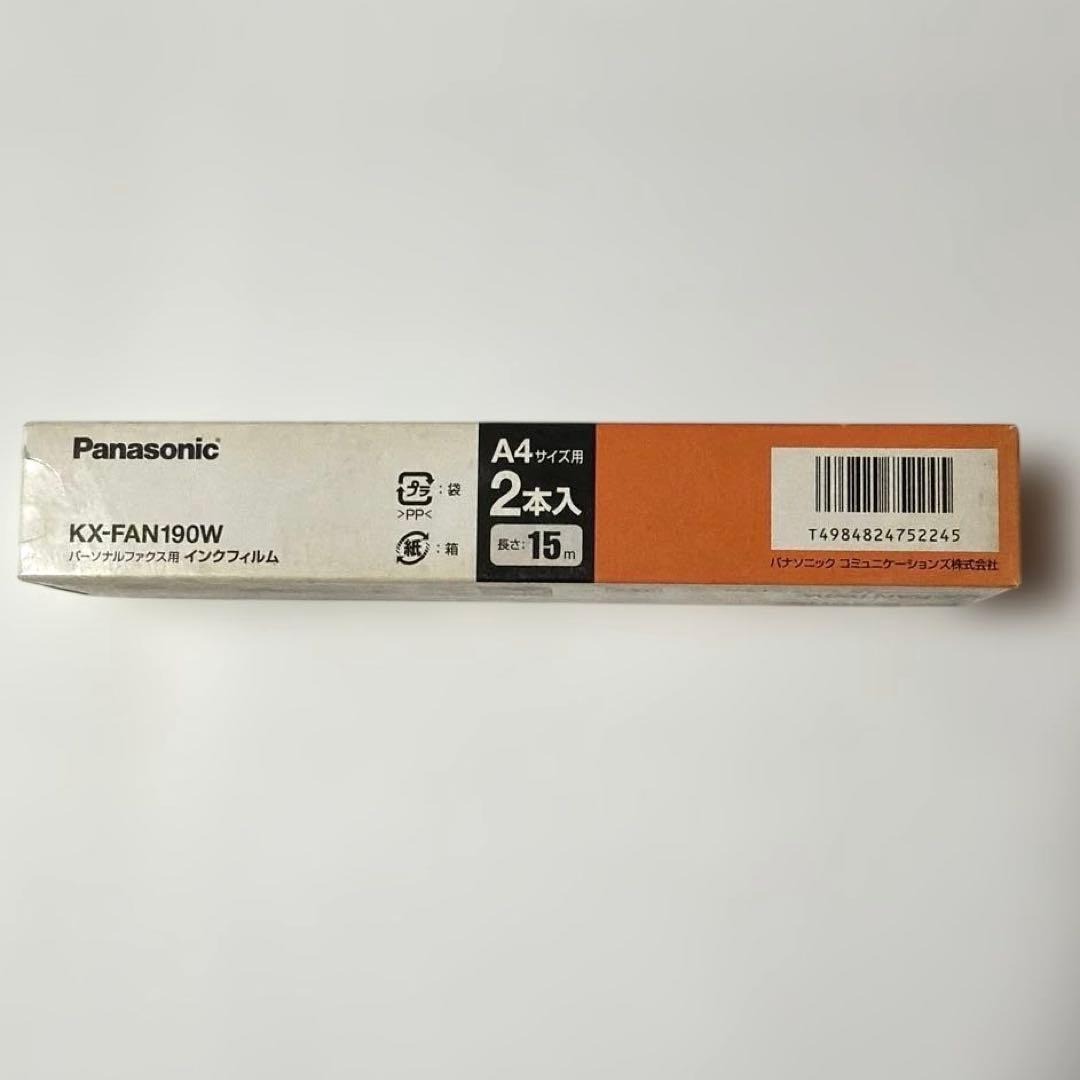 Panasonic
KX-FAN190W
パーソナルファクス用 インクフィルム
プラ : 袋
>PP<
紙 : 箱
A4サイズ用
2本入
長さ: 15m
T4984824752245
パナソニック コミュニケーションズ株式会社